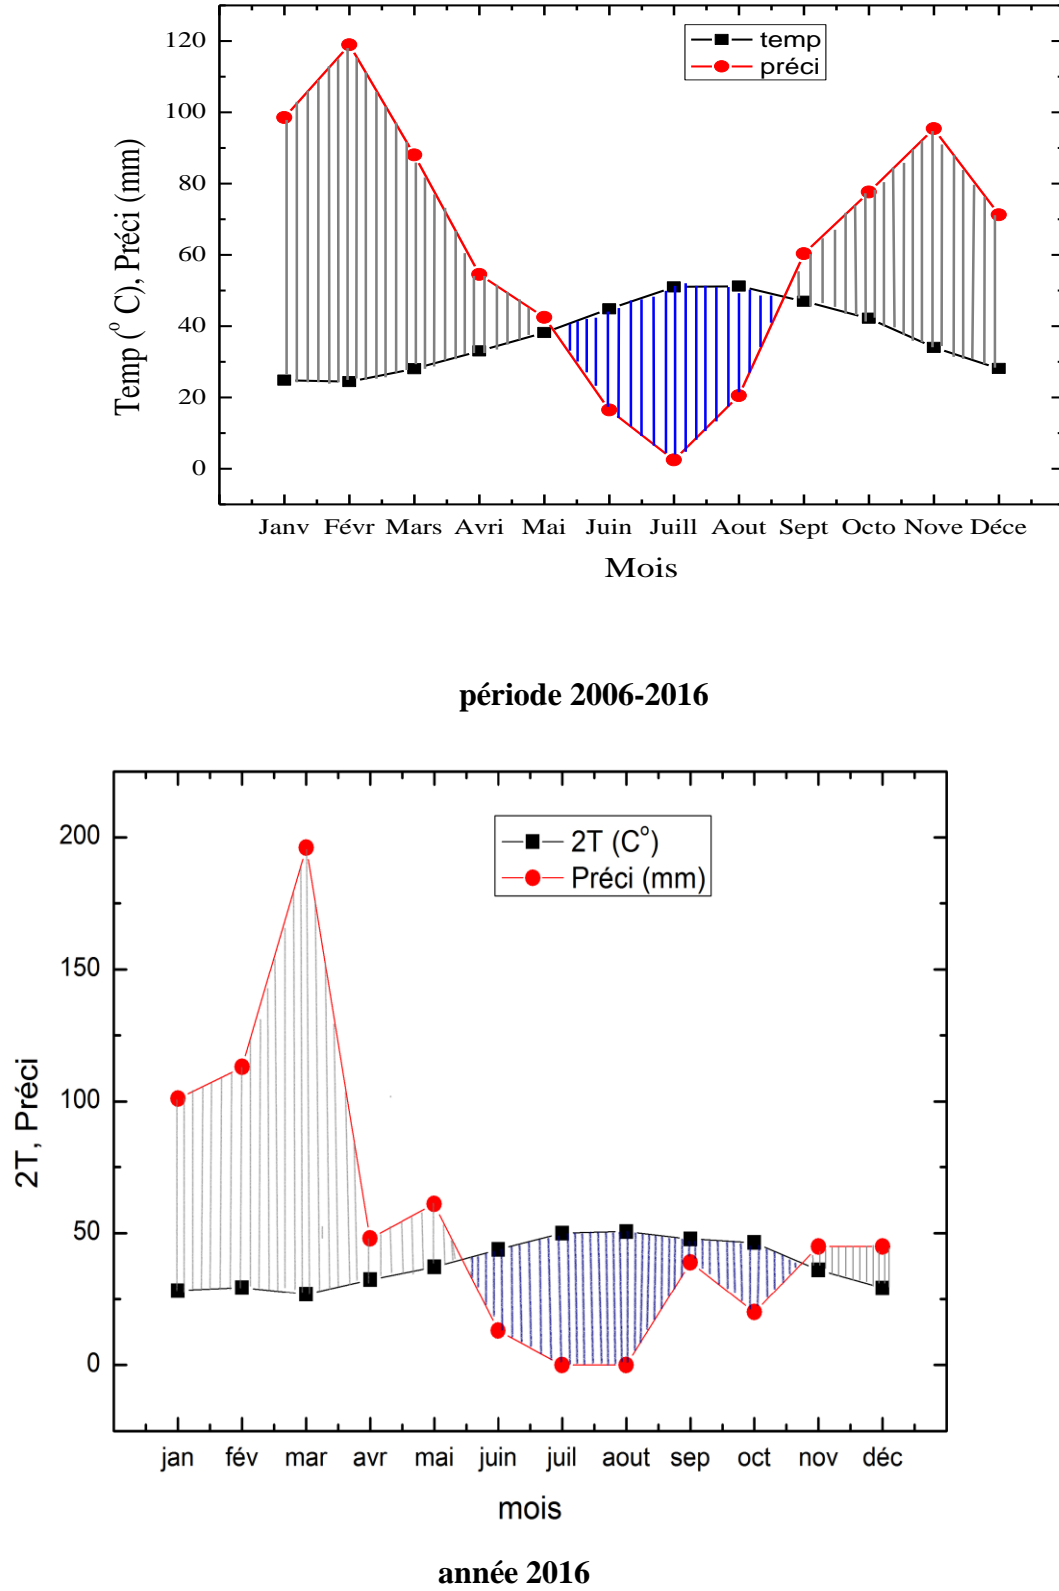 120
100
80
60
40
20
0
Temp (⁰ C), Préci (mm)
temp
préci
Janv Févr Mars Avri Mai Juin Juill Aout Sept Octo Nove Déce
Mois
période 2006-2016
200
150
100
50
0
2T, Préci
2T (C⁰)
Préci (mm)
jan fév mar avr mai juin juil aout sep oct nov déc
mois
année 2016